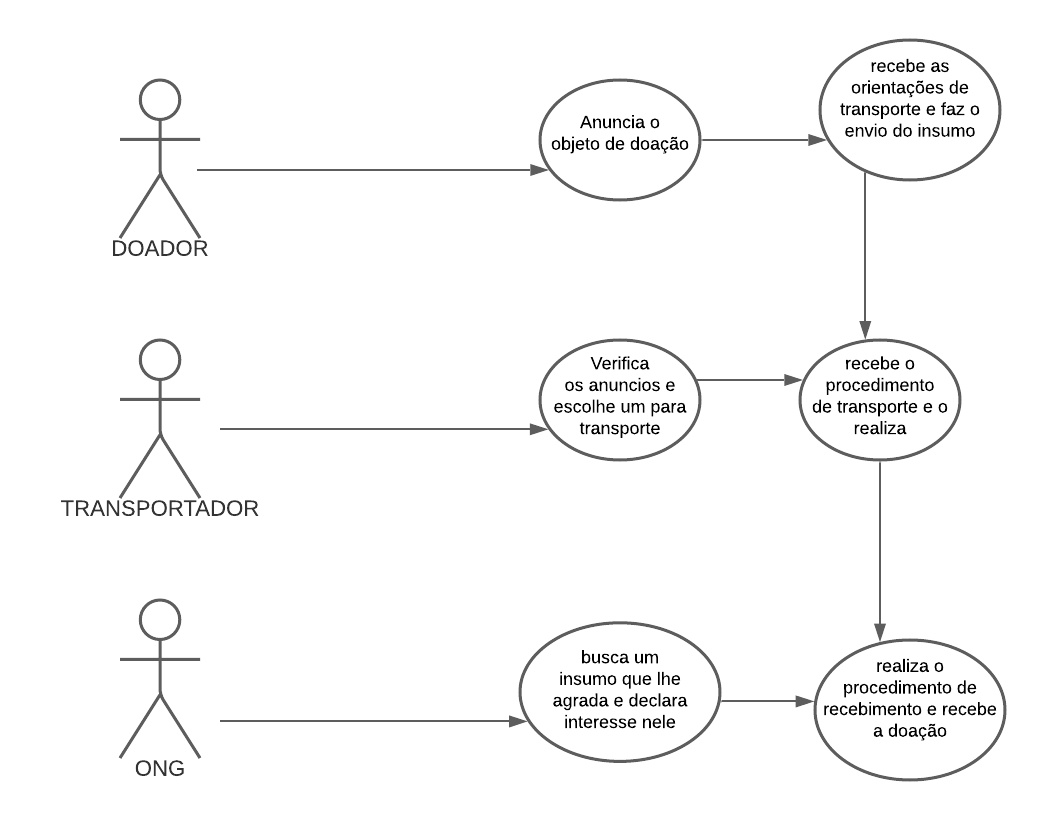 DOADOR
Anuncia o
objeto de doação
recebe as
orientações de
transporte e faz o
envio do insumo
TRANSPORTADOR
Verifica
os anuncios e
escolhe um para
transporte
recebe o
procedimento
de transporte e o
realiza
ONG
busca um
insumo que lhe
agrada e declara
interesse nele
realiza o
procedimento de
recebimento e recebe
a doação